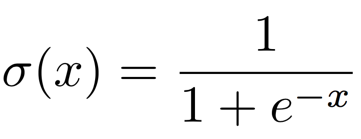 σ(x) = 1 / (1 + e^{-x})